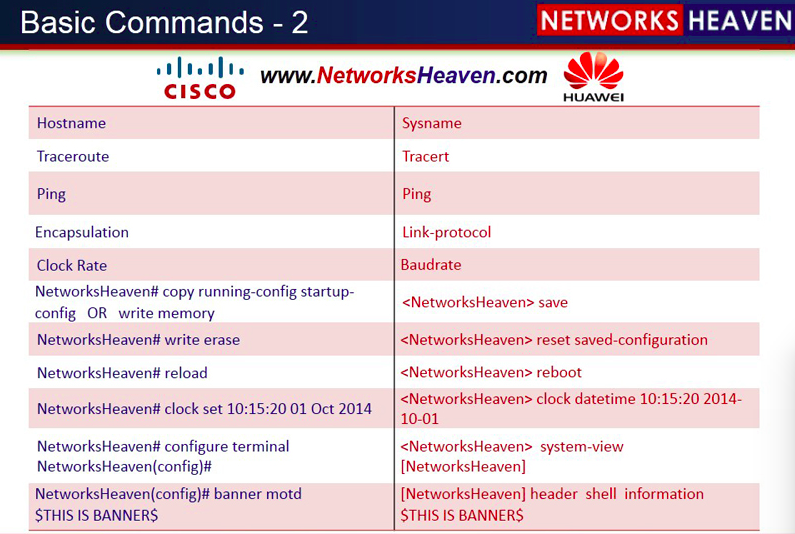 Basic Commands - 2
NETWORKS HEAVEN
CISCO
www.NetworksHeaven.com
HUAWEI
Hostname
Sysname
Traceroute
Tracert
Ping
Ping
Encapsulation
Link-protocol
Clock Rate
Baudrate
NetworksHeaven# copy running-config startup-
config OR write memory
<NetworksHeaven> save
NetworksHeaven# write erase
<NetworksHeaven> reset saved-configuration
NetworksHeaven# reload
<NetworksHeaven> reboot
NetworksHeaven# clock set 10:15:20 01 Oct 2014
<NetworksHeaven> clock datetime 10:15:20 2014-
10-01
NetworksHeaven# configure terminal
NetworksHeaven(config)#
<NetworksHeaven> system-view
[NetworksHeaven]
NetworksHeaven(config)# banner motd
$THIS IS BANNER$
[NetworksHeaven] header shell information
$THIS IS BANNER$